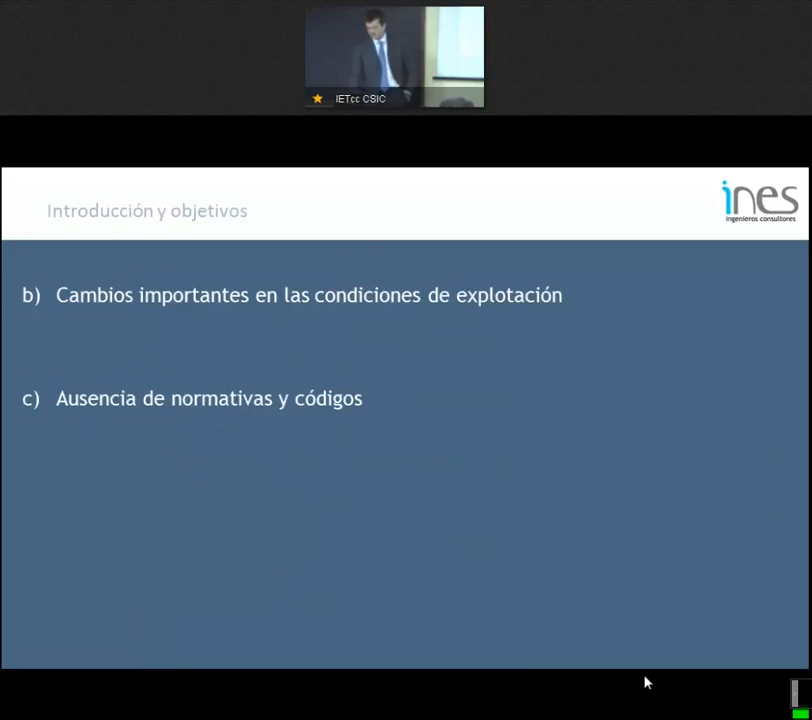 IETcc CSIC
Introducción y objetivos
ines
ingenieros consultores
b) Cambios importantes en las condiciones de explotación
c) Ausencia de normativas y códigos